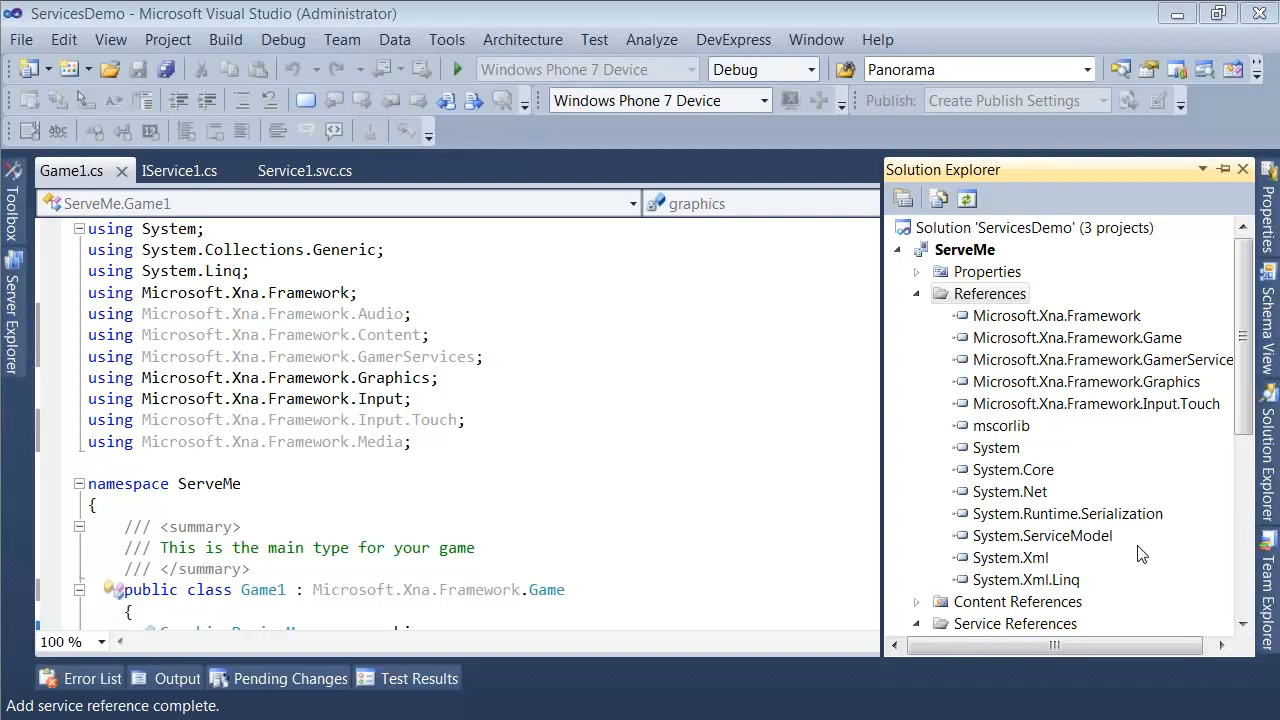 ServicesDemo - Microsoft Visual Studio (Administrator)
File Edit View Project Build Debug Team Data Tools Architecture Test Analyze DevExpress Window Help
Windows Phone 7 Device Debug Panorama
Windows Phone 7 Device Publish: Create Publish Settings
abc
Game1.cs IService1.cs Service1.svc.cs
ServeMe.Game1 graphics
using System;
using System.Collections.Generic;
using System.Linq;
using Microsoft.Xna.Framework;
using Microsoft.Xna.Framework.Audio;
using Microsoft.Xna.Framework.Content;
using Microsoft.Xna.Framework.GamerServices;
using Microsoft.Xna.Framework.Graphics;
using Microsoft.Xna.Framework.Input;
using Microsoft.Xna.Framework.Input.Touch;
using Microsoft.Xna.Framework.Media;
namespace ServeMe
{
/// <summary>
/// This is the main type for your game
/// </summary>
public class Game1 : Microsoft.Xna.Framework.Game
{
100 %
Solution Explorer
Solution 'ServicesDemo' (3 projects)
ServeMe
Properties
References
Microsoft.Xna.Framework
Microsoft.Xna.Framework.Game
Microsoft.Xna.Framework.GamerService
Microsoft.Xna.Framework.Graphics
Microsoft.Xna.Framework.Input.Touch
mscorlib
System
System.Core
System.Net
System.Runtime.Serialization
System.ServiceModel
System.Xml
System.Xml.Linq
Content References
Service References
Toolbox
Server Explorer
Properties
Schema View
Solution Explorer
Team Explorer
Error List Output Pending Changes Test Results
Add service reference complete.